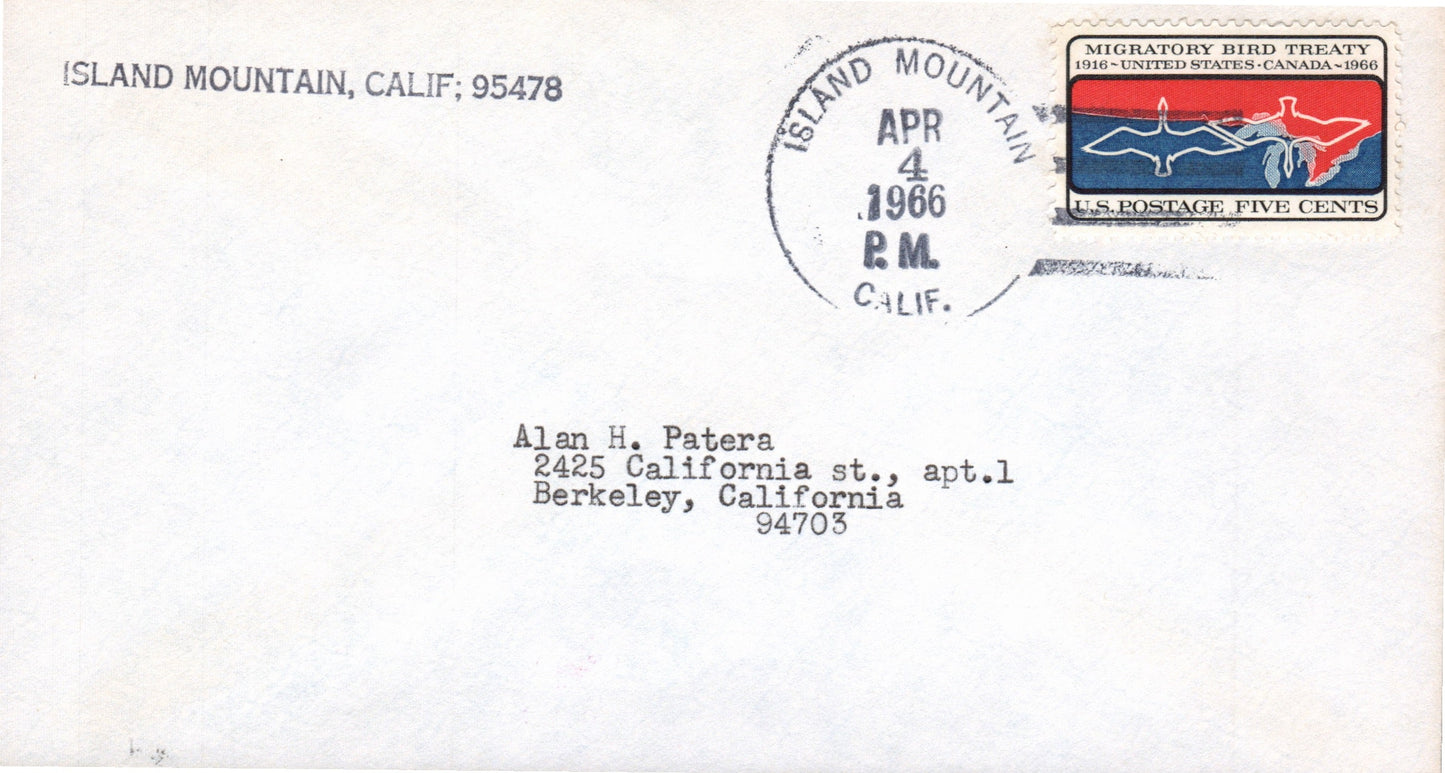 ISLAND MOUNTAIN, CALIF; 95478
ISLAND MOUNTAIN
APR
4
1966
P.M.
CALIF.
MIGRATORY BIRD TREATY
1916~UNITED STATES·CANADA~1966
U.S. POSTAGE FIVE CENTS
Alan H. Patera
2425 California st., apt.1
Berkeley, California
94703